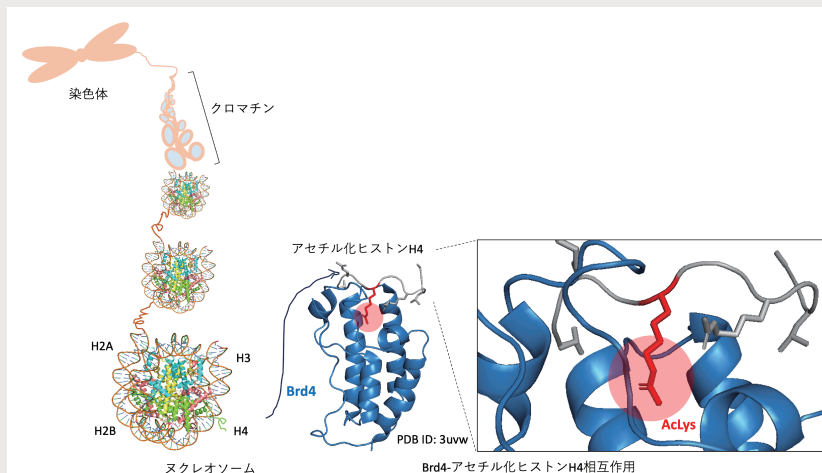 染色体
クロマチン
アセチル化ヒストンH4
H2A
H3
Brd4
H2B
H4
PDB ID: 3uvw
AcLys
ヌクレオソーム
Brd4-アセチル化ヒストンH4相互作用